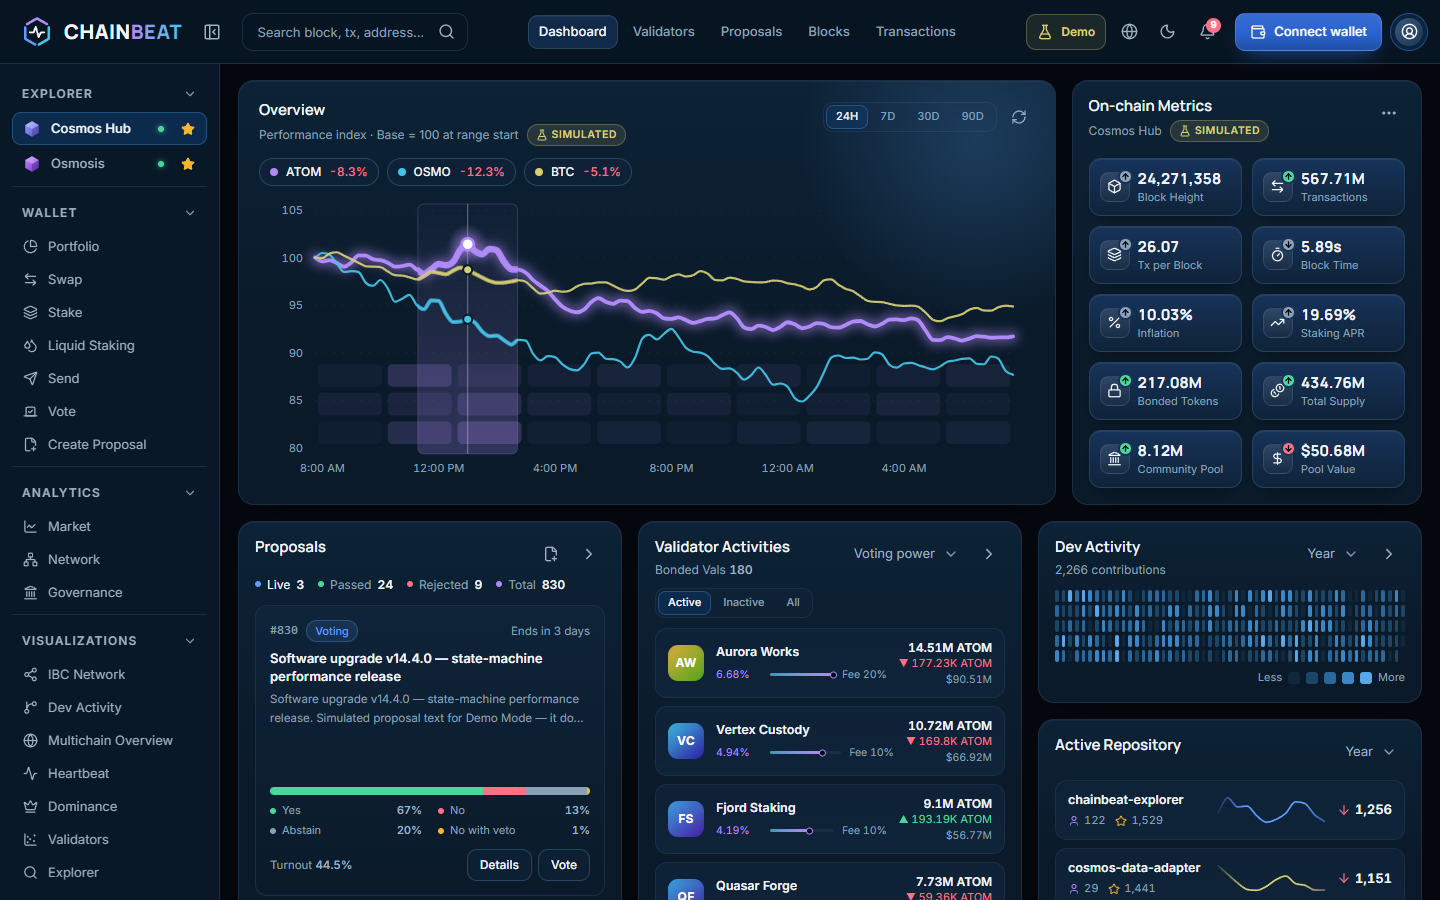 CHAINBEAT
Search block, tx, address...
Dashboard
Validators
Proposals
Blocks
Transactions
Demo
9
Connect wallet
EXPLORER
Cosmos Hub
Osmosis
WALLET
Portfolio
Swap
Stake
Liquid Staking
Send
Vote
Create Proposal
ANALYTICS
Market
Network
Governance
VISUALIZATIONS
IBC Network
Dev Activity
Multichain Overview
Heartbeat
Dominance
Validators
Explorer
Overview
Performance index · Base = 100 at range start
SIMULATED
24H 7D 30D 90D
ATOM -8.3%
OSMO -12.3%
BTC -5.1%
105
100
95
90
85
80
8:00 AM 12:00 PM 4:00 PM 8:00 PM 12:00 AM 4:00 AM
On-chain Metrics
Cosmos Hub SIMULATED
24,271,358
Block Height
567.71M
Transactions
26.07
Tx per Block
5.89s
Block Time
10.03%
Inflation
19.69%
Staking APR
217.08M
Bonded Tokens
434.76M
Total Supply
8.12M
Community Pool
$50.68M
Pool Value
Proposals
Live 3 Passed 24 Rejected 9 Total 830
#830 Voting Ends in 3 days
Software upgrade v14.4.0 — state-machine
performance release
Software upgrade v14.4.0 — state-machine performance
release. Simulated proposal text for Demo Mode — it do...
Yes 67% No 13%
Abstain 20% No with veto 1%
Turnout 44.5% Details Vote
Validator Activities
Bonded Vals 180
Voting power
Active Inactive All
AW
Aurora Works
6.68% Fee 20%
14.51M ATOM
▼ 177.23K ATOM
$90.51M
VC
Vertex Custody
4.94% Fee 10%
10.72M ATOM
▼ 169.8K ATOM
$66.92M
FS
Fjord Staking
4.19% Fee 10%
9.1M ATOM
▲ 193.19K ATOM
$56.77M
QF
Quasar Forge
7.73M ATOM
▼ 59.36K ATOM
Dev Activity
2,266 contributions
Year
Less More
Active Repository
Year
chainbeat-explorer
122 1,529
1,256
cosmos-data-adapter
29 1,441
1,151